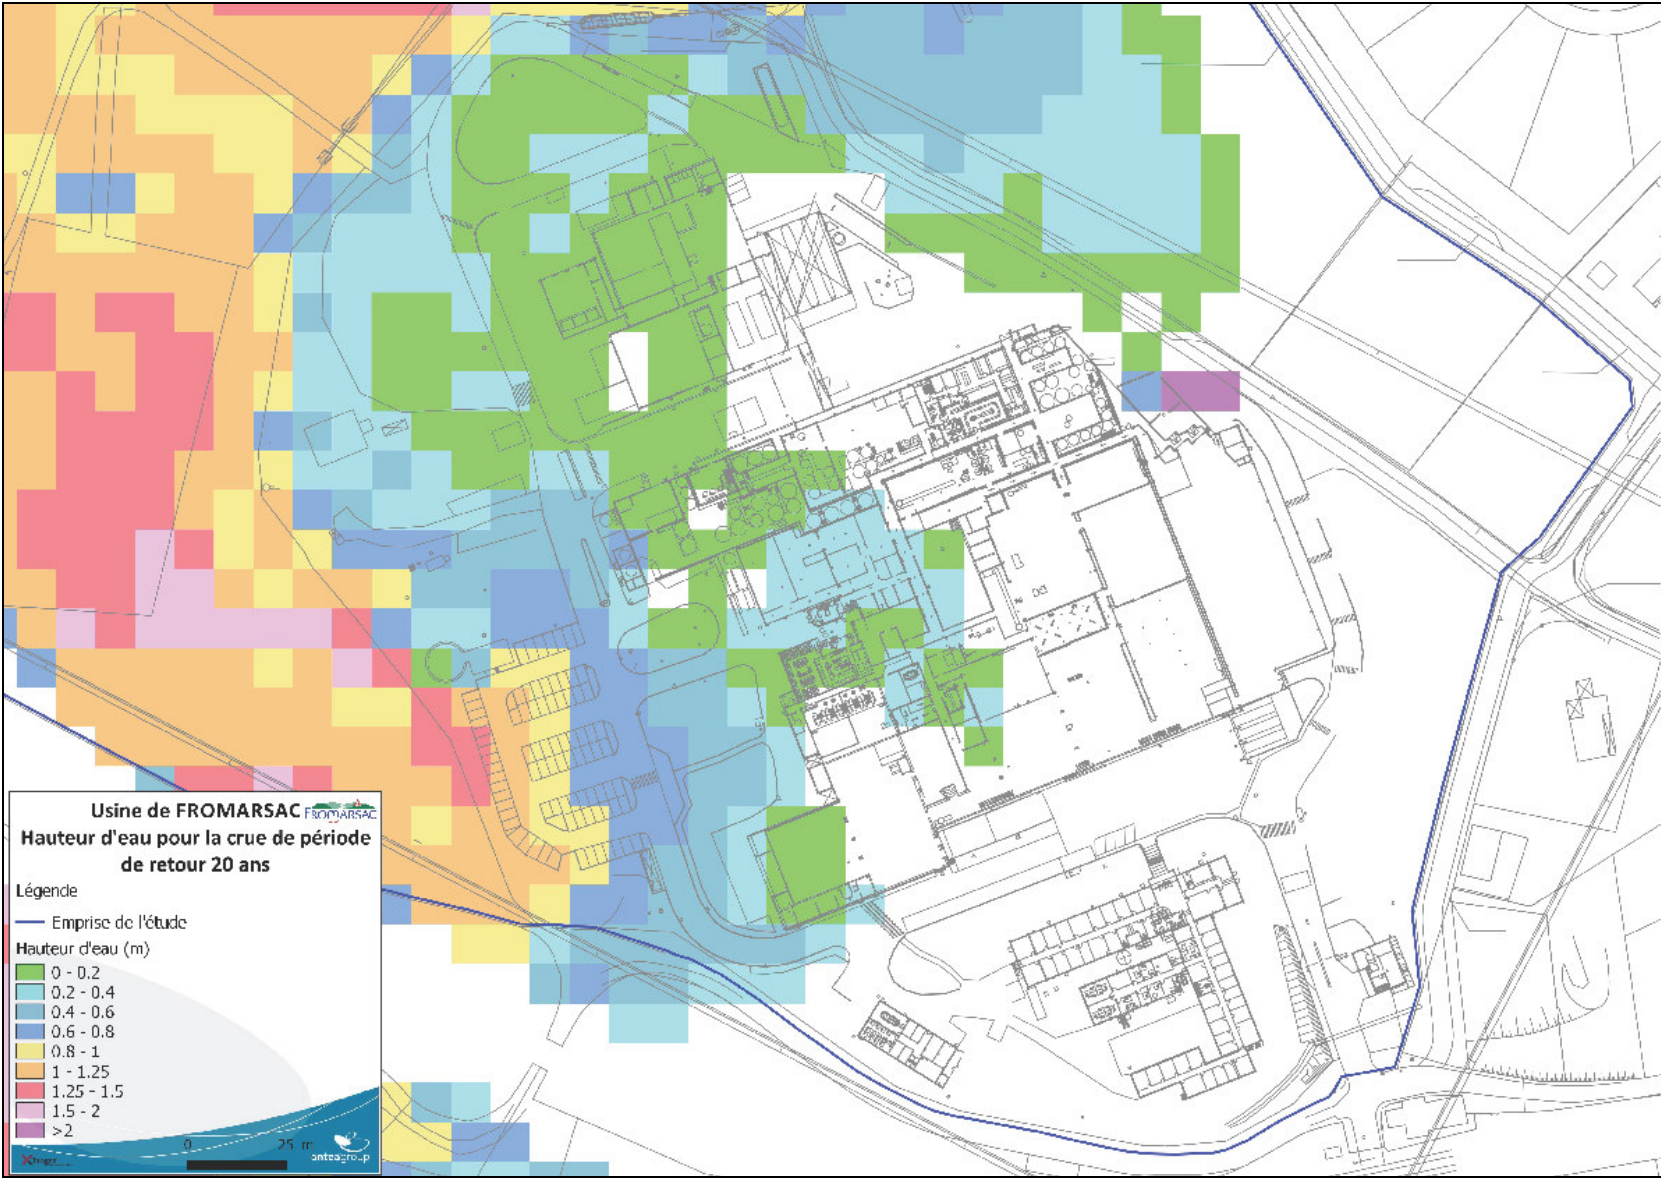 Usine de FROMARSAC FROMARSAC
Hauteur d'eau pour la crue de période
de retour 20 ans
Légende
Emprise de l'étude
Hauteur d'eau (m)
0 - 0.2
0.2 - 0.4
0.4 - 0.6
0.6 - 0.8
0.8 - 1
1 - 1.25
1.25 - 1.5
1.5 - 2
>2
0 25 m
anteagroup